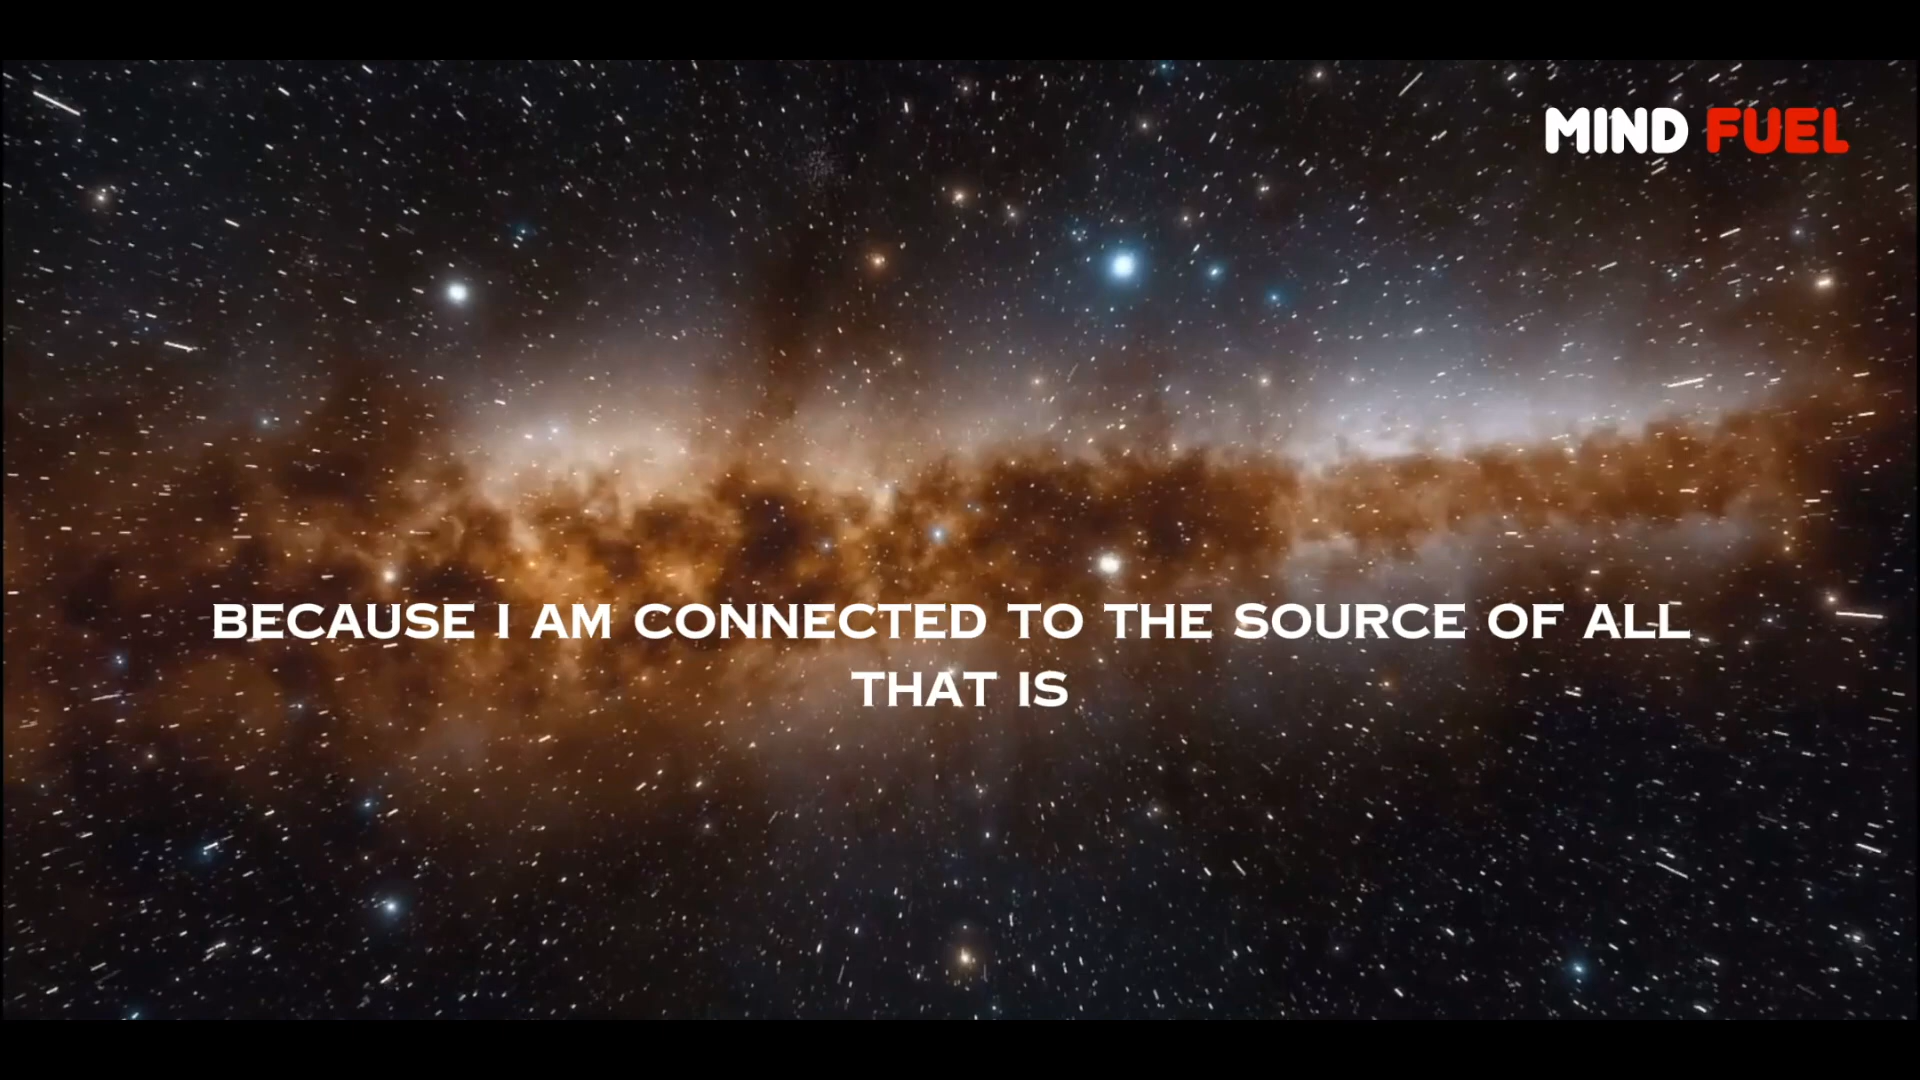 MIND FUEL
BECAUSE I AM CONNECTED TO THE SOURCE OF ALL
THAT IS